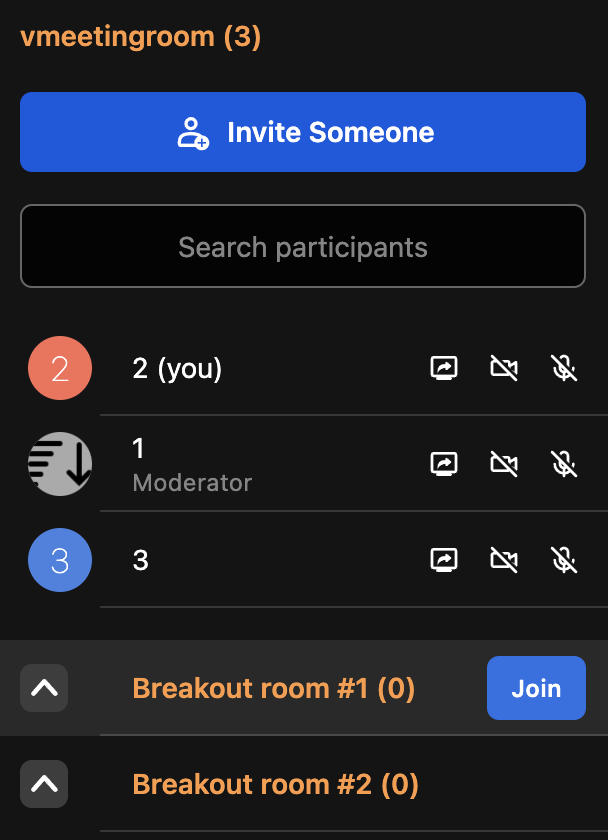 vmeetingroom (3)
Invite Someone
Search participants
2 2 (you)
1
Moderator
3 3
Breakout room #1 (0) Join
Breakout room #2 (0)